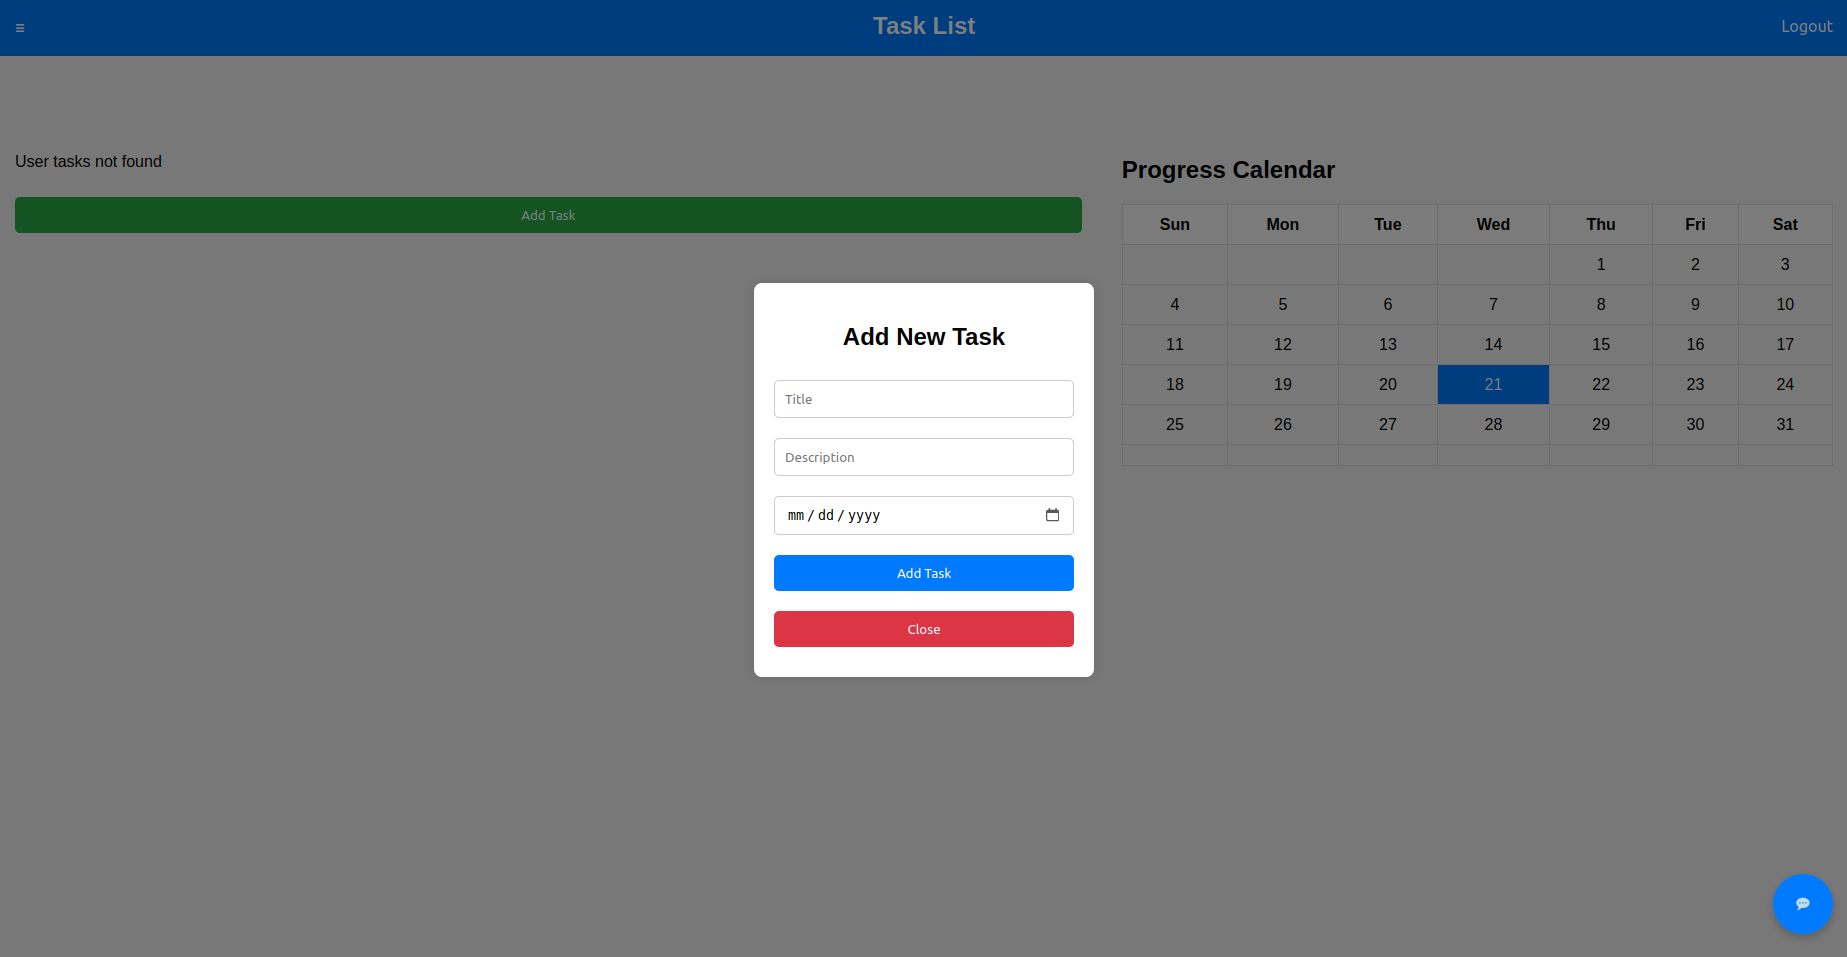 ≡ Task List Logout
User tasks not found
Add Task
Progress Calendar
Sun Mon Tue Wed Thu Fri Sat
1 2 3
4 5 6 7 8 9 10
11 12 13 14 15 16 17
18 19 20 21 22 23 24
25 26 27 28 29 30 31
Add New Task
Title
Description
mm/dd/yyyy
Add Task
Close